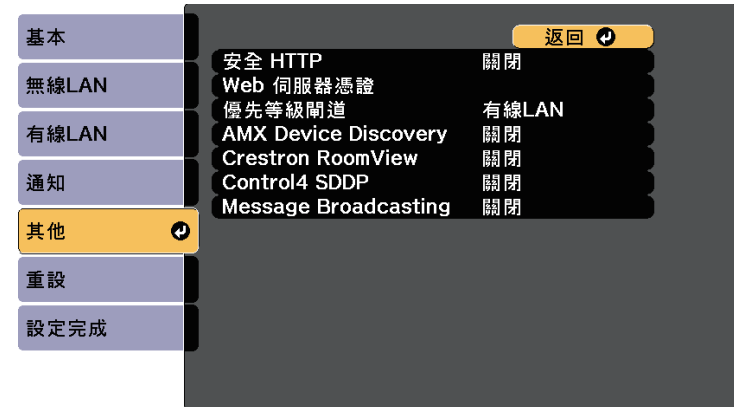 基本
無線LAN
有線LAN
通知
其他
重設
設定完成
返回
安全 HTTP 關閉
Web 伺服器憑證
優先等級閘道 有線LAN
AMX Device Discovery 關閉
Crestron RoomView 關閉
Control4 SDDP 關閉
Message Broadcasting 關閉